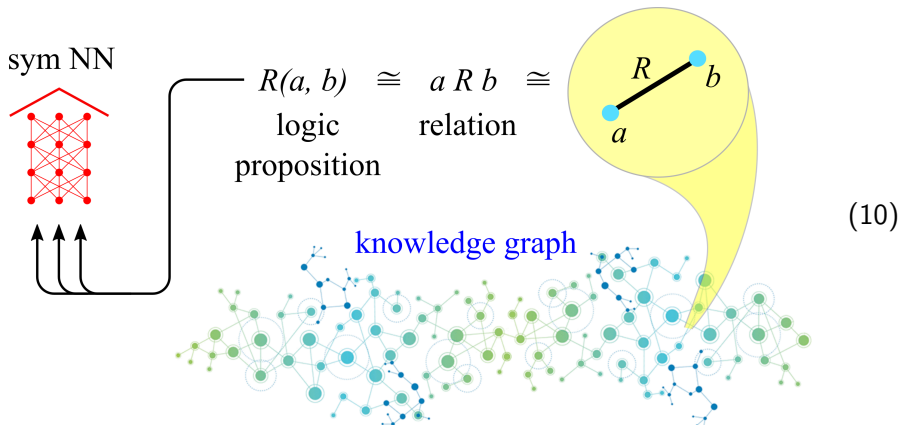 sym NN
R(a, b) ≅ a R b ≅
logic relation
proposition
R
b
a
(10)
knowledge graph